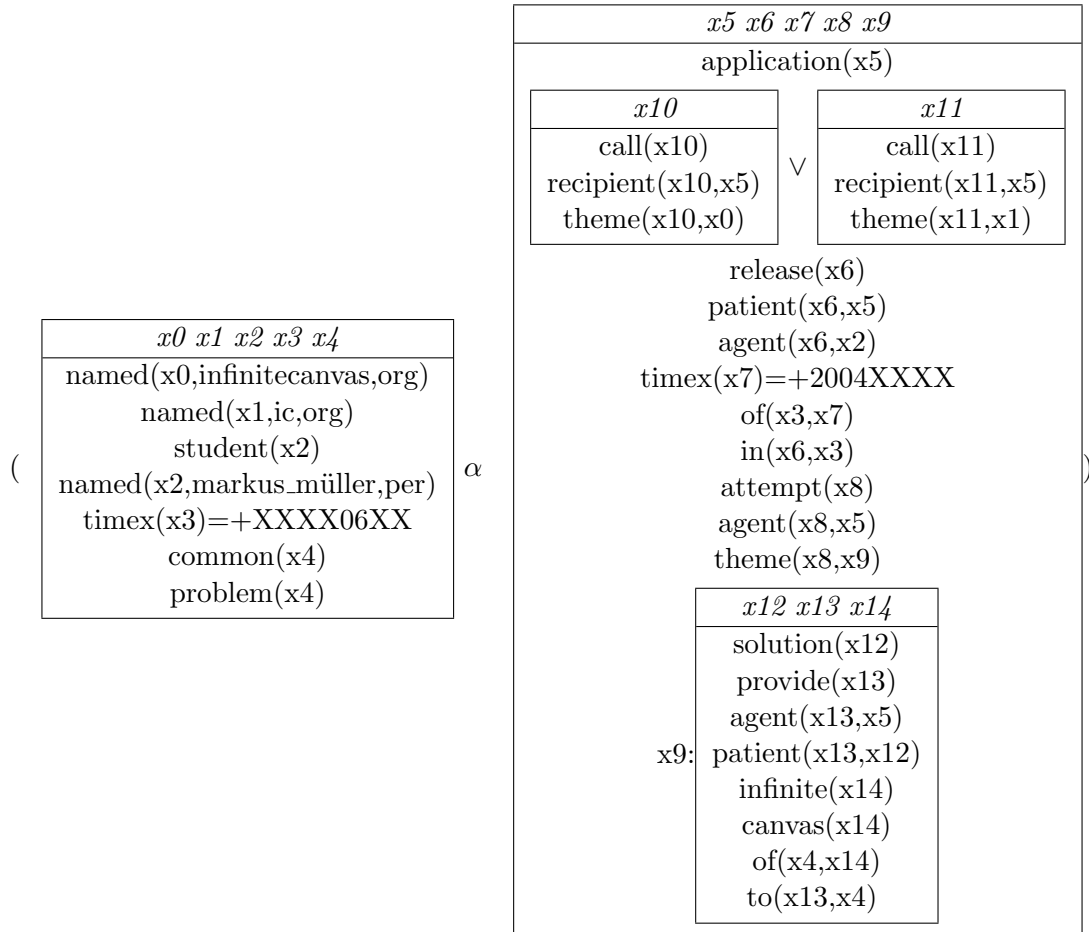 (
x0 x1 x2 x3 x4
named(x0,infinitecanvas,org)
named(x1,ic,org)
student(x2)
named(x2,markus_müller,per)
timex(x3)=+XXXX06XX
common(x4)
problem(x4)
α
x5 x6 x7 x8 x9
application(x5)
x10
call(x10)
recipient(x10,x5)
theme(x10,x0)
∨
x11
call(x11)
recipient(x11,x5)
theme(x11,x1)
release(x6)
patient(x6,x5)
agent(x6,x2)
timex(x7)=+2004XXXX
of(x3,x7)
in(x6,x3)
attempt(x8)
agent(x8,x5)
theme(x8,x9)
x9:
x12 x13 x14
solution(x12)
provide(x13)
agent(x13,x5)
patient(x13,x12)
infinite(x14)
canvas(x14)
of(x4,x14)
to(x13,x4)
)